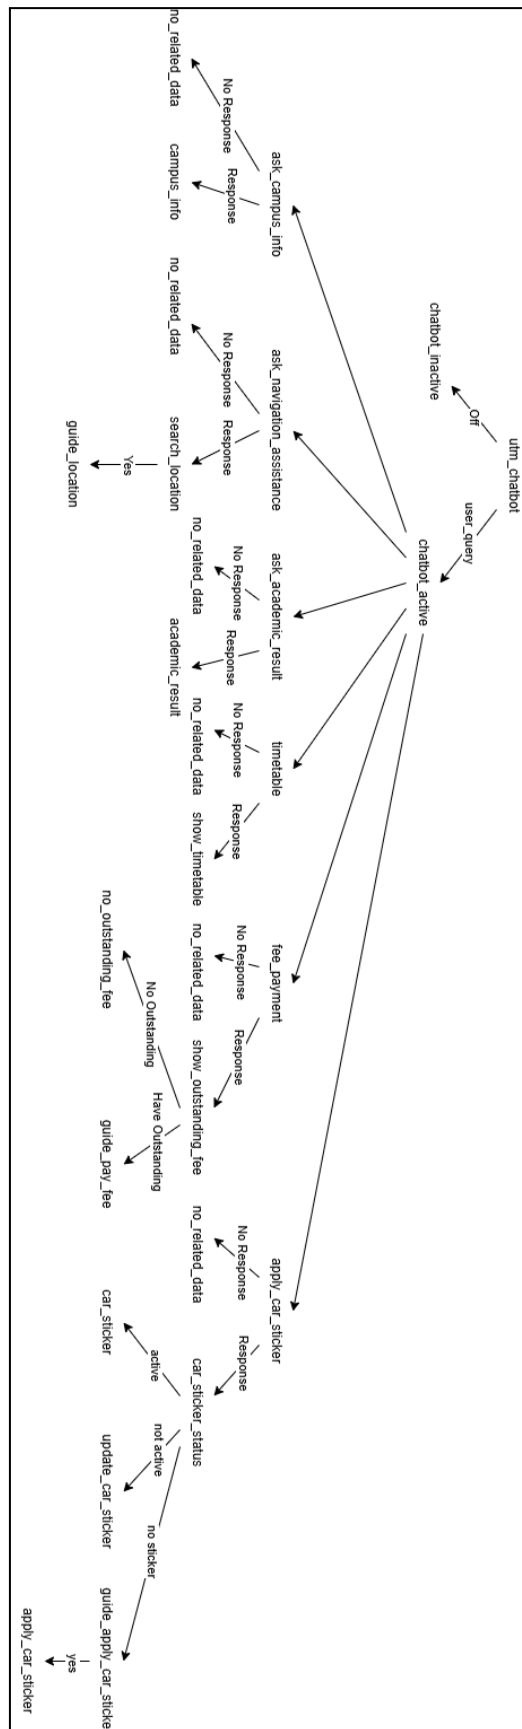 utm_chatbot
Off
user_query
chatbot_inactive
chatbot_active
ask_campus_info
ask_navigation_assistance
ask_academic_result
timetable
fee_payment
apply_car_sticker
No Response
Response
No Response
Response
No Response
Response
No Response
Response
No Response
Response
No Response
Response
no_related_data
campus_info
no_related_data
search_location
no_related_data
academic_result
no_related_data
show_timetable
no_related_data
show_outstanding_fee
no_related_data
car_sticker_status
Yes
No Outstanding
Have Outstanding
active
not active
no sticker
guide_location
no_outstanding_fee
guide_pay_fee
car_sticker
update_car_sticker
guide_apply_car_sticke
yes
apply_car_sticker